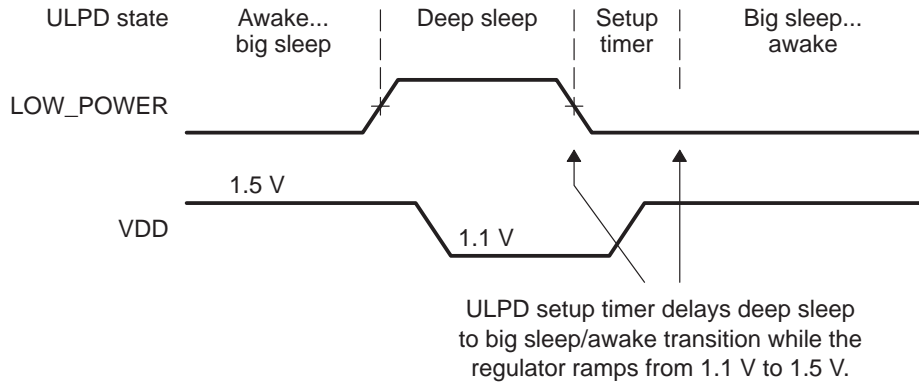 ULPD state
Awake...
big sleep
Deep sleep
Setup
timer
Big sleep...
awake
LOW_POWER
1.5 V
VDD
1.1 V
ULPD setup timer delays deep sleep
to big sleep/awake transition while the
regulator ramps from 1.1 V to 1.5 V.